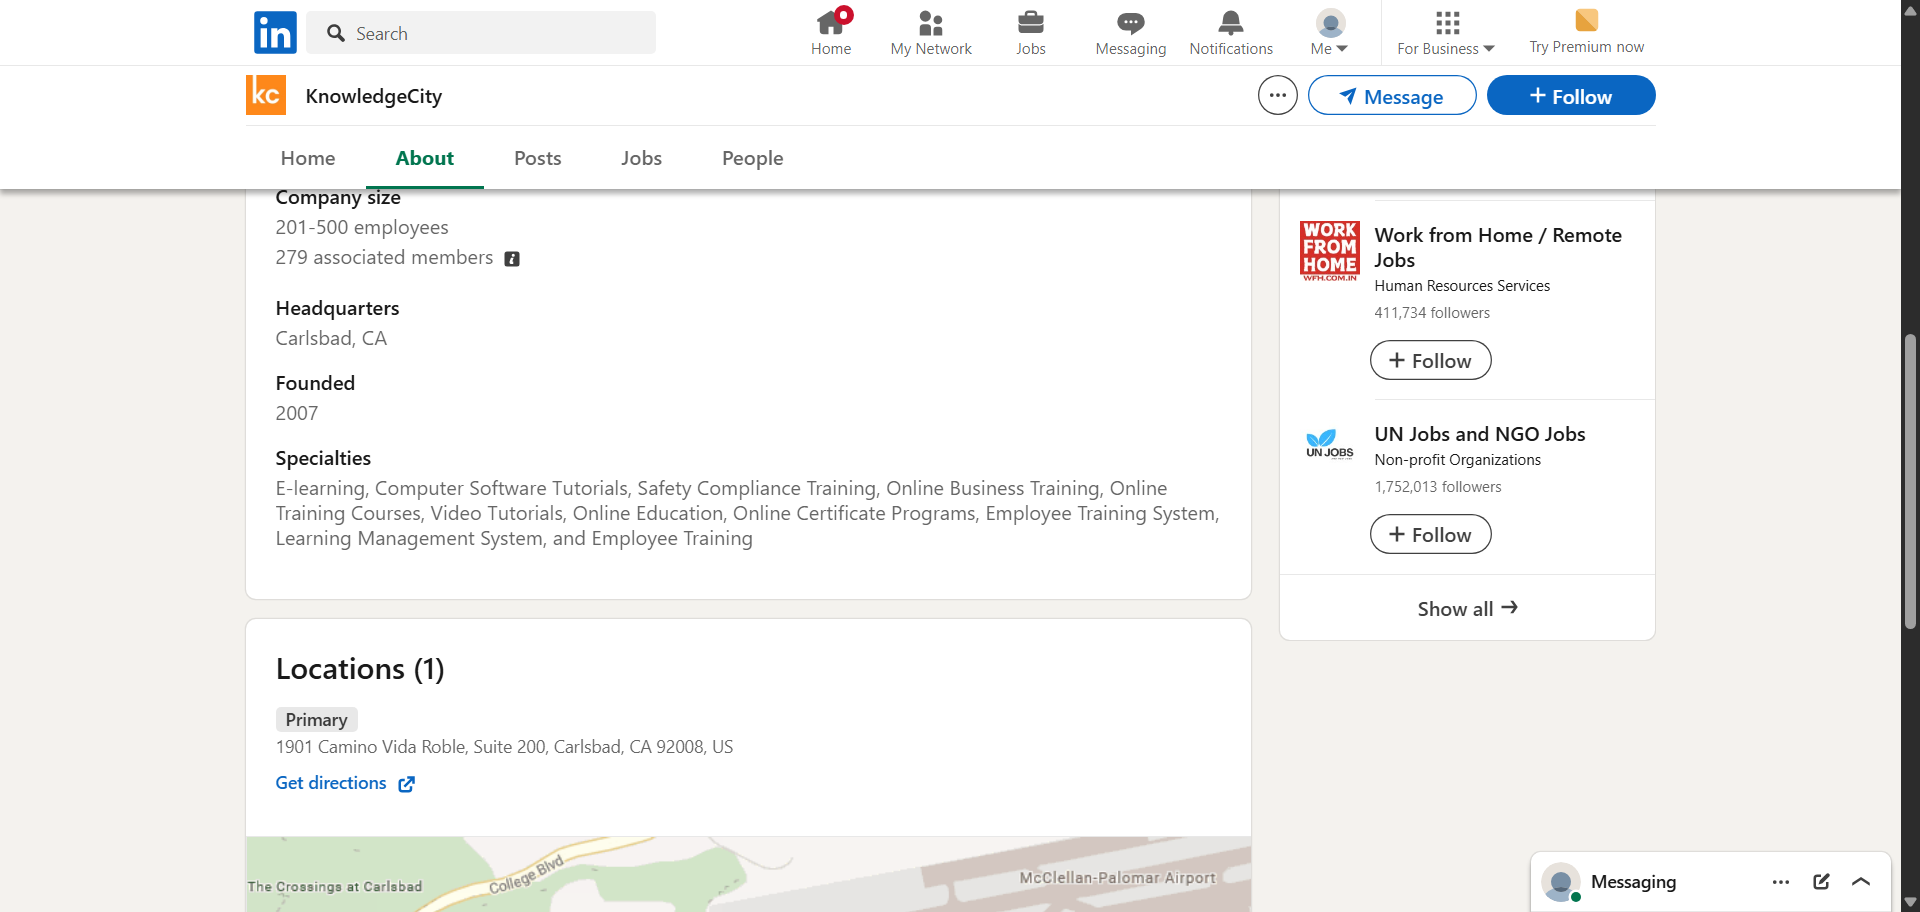 in
Search
Home
My Network
Jobs
Messaging
Notifications
Me
For Business
Try Premium now
kc
KnowledgeCity
Message
+ Follow
Home
About
Posts
Jobs
People
Company size
201-500 employees
279 associated members
Headquarters
Carlsbad, CA
Founded
2007
Specialties
E-learning, Computer Software Tutorials, Safety Compliance Training, Online Business Training, Online
Training Courses, Video Tutorials, Online Education, Online Certificate Programs, Employee Training System,
Learning Management System, and Employee Training
WORK
FROM
HOME
WFH.COM.IN
Work from Home / Remote
Jobs
Human Resources Services
411,734 followers
+ Follow
UN JOBS
UN Jobs and NGO Jobs
Non-profit Organizations
1,752,013 followers
+ Follow
Show all →
Locations (1)
Primary
1901 Camino Vida Roble, Suite 200, Carlsbad, CA 92008, US
Get directions
The Crossings at Carlsbad
College Blvd
McClellan-Palomar Airport
Messaging